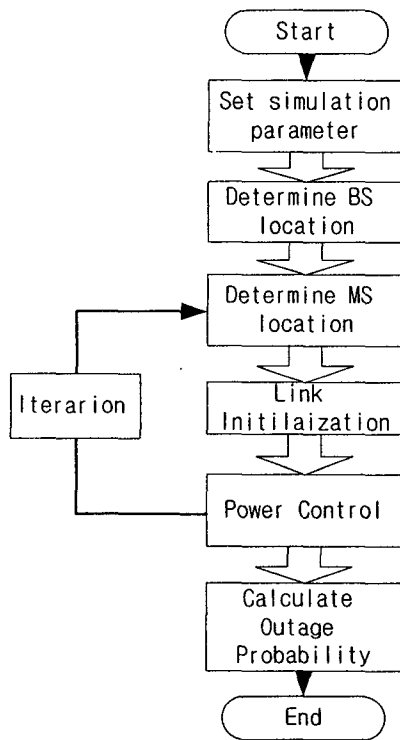 Start
Set simulation
parameter
Determine BS
location
Determine MS
location
Iterarion
Link
Initilaization
Power Control
Calculate
Outage
Probability
End